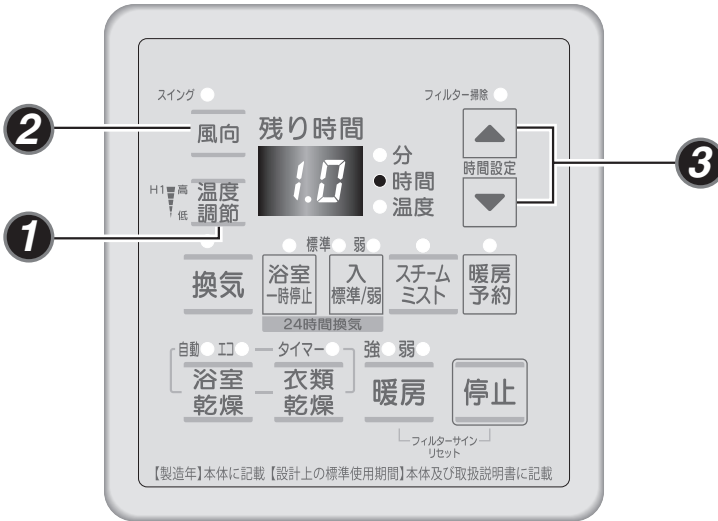 スイング
フィルター掃除
2
風向
残り時間
1.0
分
時間
温度
時間設定
3
H1
高
低
温度
調節
1
標準
弱
換気
浴室
一時停止
入
標準/弱
スチーム
ミスト
暖房
予約
24時間換気
自動
エコ
タイマー
強
弱
浴室
乾燥
衣類
乾燥
暖房
停止
フィルターサイン
リセット
【製造年】本体に記載【設計上の標準使用期間】本体及び取扱説明書に記載